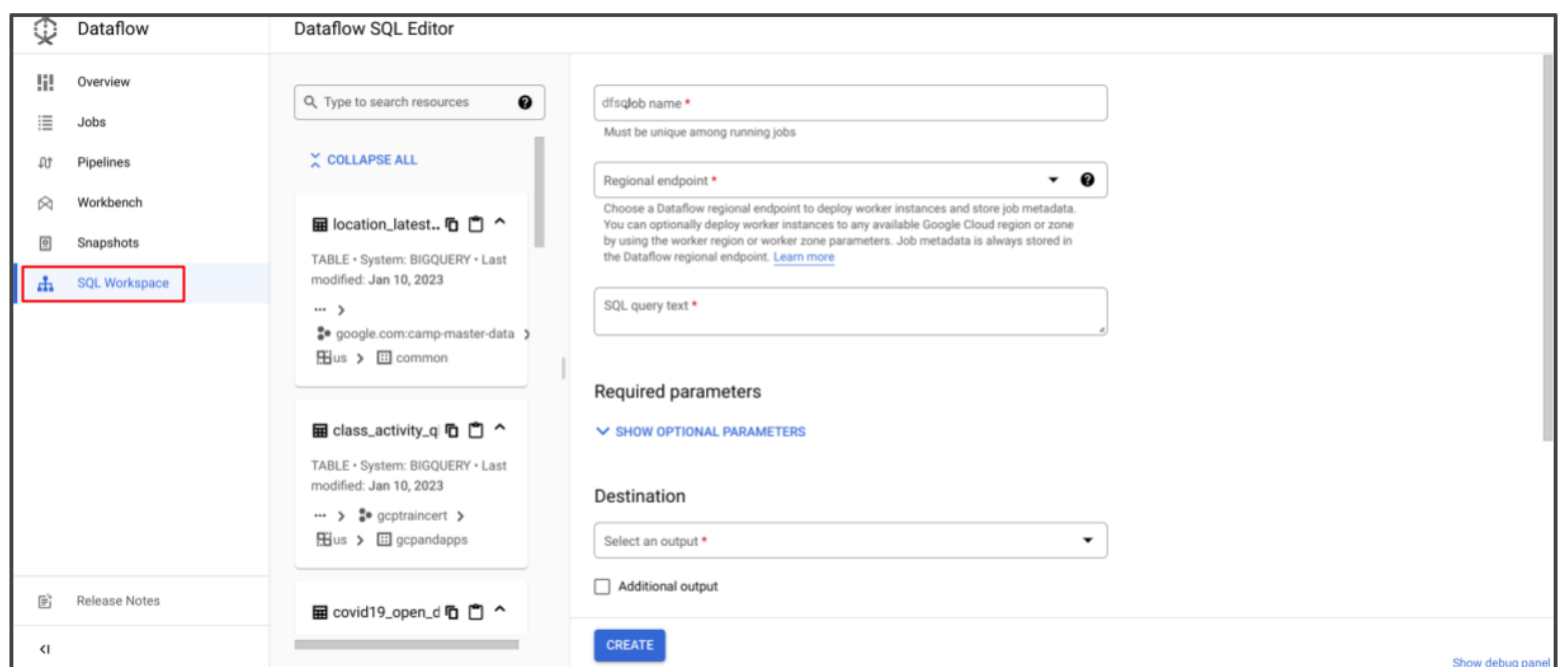 Dataflow
Overview
Jobs
Pipelines
Workbench
Snapshots
SQL Workspace
Release Notes
Dataflow SQL Editor
Type to search resources
COLLAPSE ALL
location_latest..
TABLE • System: BIGQUERY • Last
modified: Jan 10, 2023
google.com:camp-master-data
us > common
class_activity_q
TABLE • System: BIGQUERY • Last
modified: Jan 10, 2023
... > gcptraincert >
us > gcpandapps
covid19_open_d
Job name *
Must be unique among running jobs
Regional endpoint *
Choose a Dataflow regional endpoint to deploy worker instances and store job metadata.
You can optionally deploy worker instances to any available Google Cloud region or zone
by using the worker region or worker zone parameters. Job metadata is always stored in
the Dataflow regional endpoint. Learn more
SQL query text *
Required parameters
SHOW OPTIONAL PARAMETERS
Destination
Select an output *
Additional output
CREATE
Show debug panel